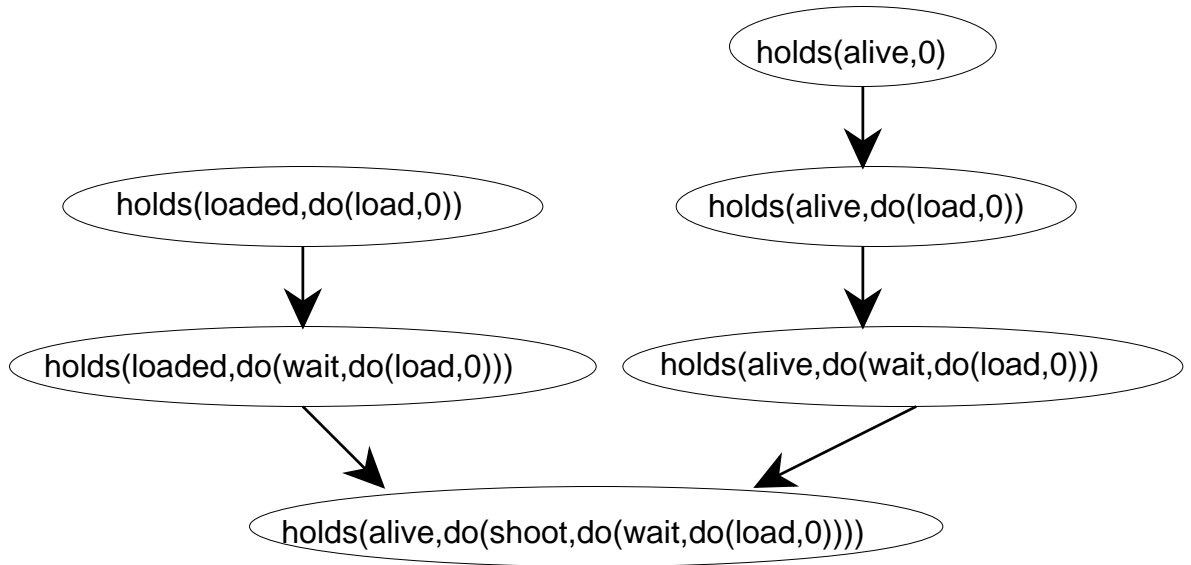 holds(alive,0)
holds(loaded,do(load,0))
holds(alive,do(load,0))
holds(loaded,do(wait,do(load,0)))
holds(alive,do(wait,do(load,0)))
holds(alive,do(shoot,do(wait,do(load,0))))